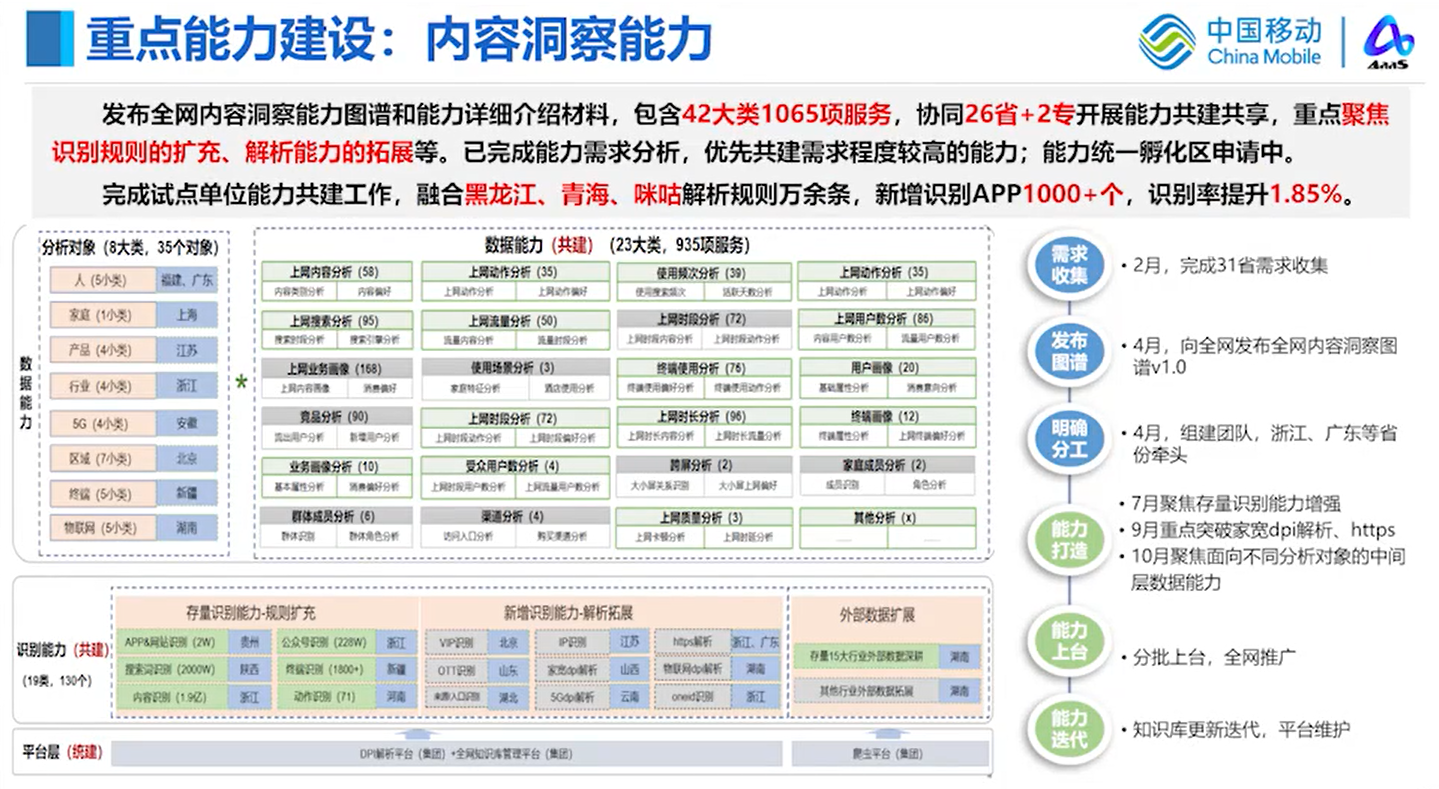 重点能力建设：内容洞察能力
中国移动
China Mobile
AaaS
发布全网内容洞察能力图谱和能力详细介绍材料，包含42大类1065项服务，协同26省+2专开展能力共建共享，重点聚焦
识别规则的扩充、解析能力的拓展等。已完成能力需求分析，优先共建需求程度较高的能力；能力统一孵化区申请中。
完成试点单位能力共建工作，融合黑龙江、青海、咪咕解析规则万余条，新增识别APP1000+个，识别率提升1.85%。
数据能力
分析对象（8大类，35个对象）
人（5小类） 福建、广东
家庭（1小类） 上海
产品（4小类） 江苏
行业（4小类） 浙江
5G（4小类） 安徽
区域（7小类） 北京
终端（5小类） 新疆
物联网（5小类） 湖南
*
数据能力（共建）（23大类，935项服务）
上网内容分析（58） 上网动作分析（35） 使用频次分析（39） 上网动作分析（35）
内容类别分析 内容偏好 上网动作分析 上网动作偏好 使用搜索频次 活跃天数分析 上网动作分析 上网动作偏好
上网搜索分析（95） 上网流量分析（50） 上网时段分析（72） 上网用户数分析（86）
搜索时段分析 搜索引擎分析 流量内容分析 流量时段分析 上网时段内容分析 上网时段动作分析 内容用户数分析 流量用户数分析
上网业务画像（168） 使用场景分析（3） 终端使用分析（76） 用户画像（20）
上网内容画像 消费偏好 家庭特征分析 酒店使用分析 终端使用偏好分析 终端使用动作分析 基础属性分析 消费意向分析
竞品分析（90） 上网时段分析（72） 上网时长分析（96） 终端画像（12）
流出用户分析 新增用户分析 上网时段动作分析 上网时段偏好分析 上网时长内容分析 上网时长流量分析 终端属性分析 上网终端偏好分析
业务画像分析（10） 受众用户数分析（4） 跨屏分析（2） 家庭成员分析（2）
基本属性分析 消费偏好分析 上网时段用户数分析 上网流量用户数分析 大小屏关系识别 大小屏上网偏好 成员识别 角色分析
群体成员分析（6） 渠道分析（4） 上网质量分析（3） 其他分析（x）
群体识别 群体角色分析 访问入口分析 购买渠道分析 上网卡顿分析 上网时延分析 …… ……
识别能力（共建）
（19类，130个）
存量识别能力-规则扩充 新增识别能力-解析拓展 外部数据扩展
APP&网站识别（2W） 贵州 公众号识别（228W） 浙江 VIP识别 北京 IP识别 江苏 https解析 浙江、广东
搜索词识别（2000W） 陕西 终端识别（1800+） 新疆 OTT识别 山东 家宽dpi解析 山西 物联网dpi解析 湖南
内容识别（1.9亿） 浙江 动作识别（71） 河南 来源入口识别 湖北 5Gdpi解析 云南 oneid识别 浙江
存量15大行业外部数据深耕 湖南
其他行业外部数据拓展 湖南
平台层（统建）
DPI解析平台（集团）+全网知识库管理平台（集团） 爬虫平台（集团）
需求
收集
• 2月，完成31省需求收集
发布
图谱
• 4月，向全网发布全网内容洞察图
谱v1.0
明确
分工
• 4月，组建团队，浙江、广东等省
份牵头
能力
打造
• 7月聚焦存量识别能力增强
• 9月重点突破家宽dpi解析、https
• 10月聚焦面向不同分析对象的中间
层数据能力
能力
上台
• 分批上台，全网推广
能力
迭代
• 知识库更新迭代，平台维护